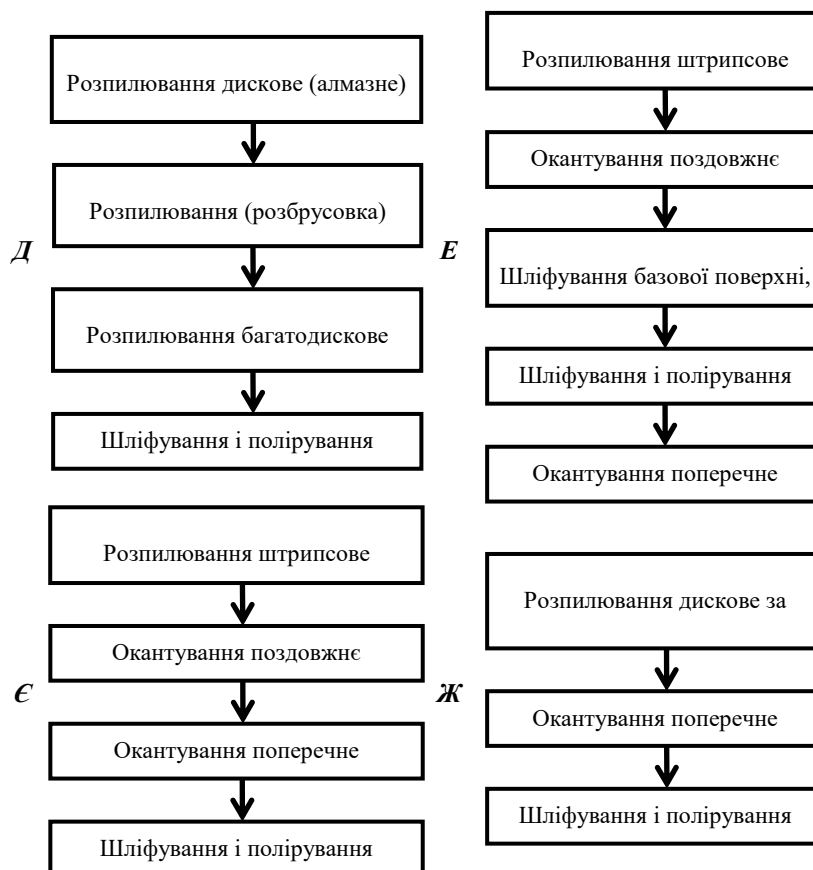 Д
Розпилювання дискове (алмазне)
Розпилювання (розбрусовка)
Розпилювання багатодискове
Шліфування і полірування
Е
Розпилювання штрипсове
Окантування поздовжнє
Шліфування базової поверхні,
Шліфування і полірування
Окантування поперечне
Є
Розпилювання штрипсове
Окантування поздовжнє
Окантування поперечне
Шліфування і полірування
Ж
Розпилювання дискове за
Окантування поперечне
Шліфування і полірування